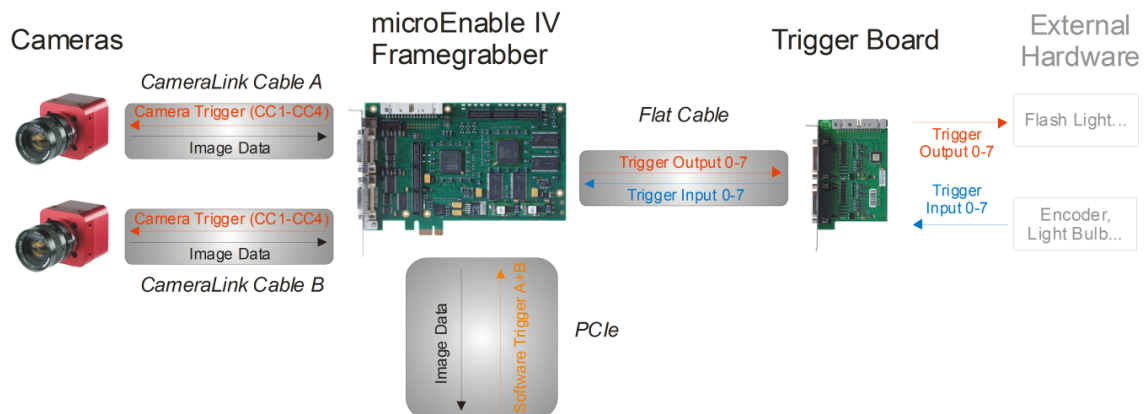 Cameras
microEnable IV
Framegrabber
Trigger Board
External
Hardware
CameraLink Cable A
Camera Trigger (CC1-CC4)
Image Data
Flat Cable
Trigger Output 0-7
Trigger Input 0-7
Trigger
Output 0-7
Flash Light...
Trigger
Input 0-7
Encoder,
Light Bulb...
Camera Trigger (CC1-CC4)
Image Data
CameraLink Cable B
Image Data
Software Trigger A+B
PCIe